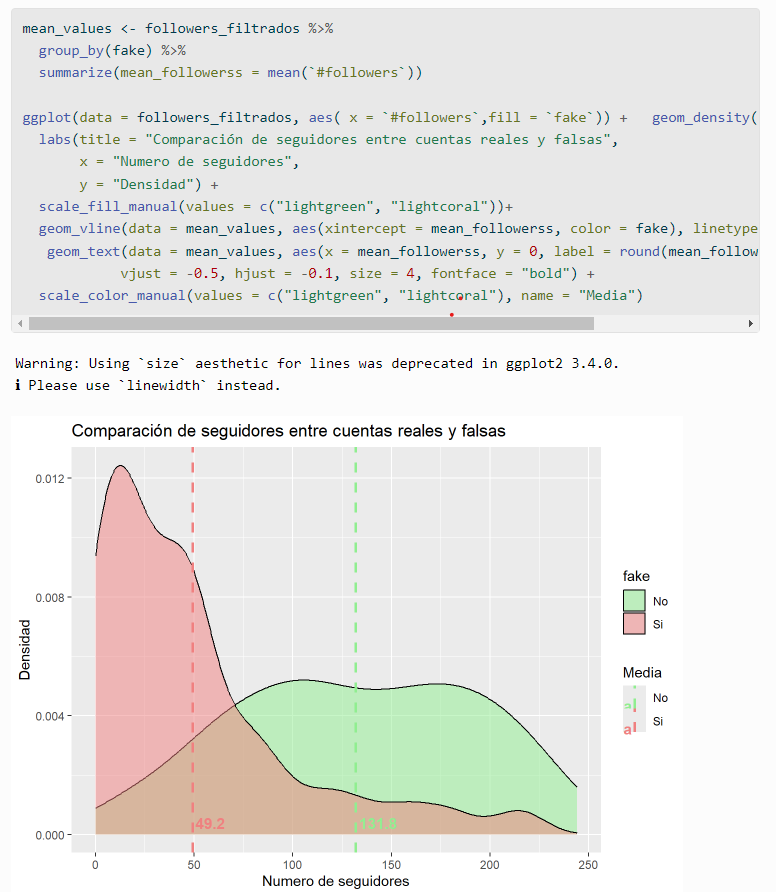 mean_values <- followers_filtrados %>%
group_by(fake) %>%
summarize(mean_followerss = mean(`#followers`))
ggplot(data = followers_filtrados, aes( x = `#followers`,fill = `fake`)) +   geom_density(
labs(title = "Comparación de seguidores entre cuentas reales y falsas",
x = "Numero de seguidores",
y = "Densidad") +
scale_fill_manual(values = c("lightgreen", "lightcoral"))+
geom_vline(data = mean_values, aes(xintercept = mean_followerss, color = fake), linetype
geom_text(data = mean_values, aes(x = mean_followerss, y = 0, label = round(mean_follow
vjust = -0.5, hjust = -0.1, size = 4, fontface = "bold") +
scale_color_manual(values = c("lightgreen", "lightcoral"), name = "Media")
Warning: Using `size` aesthetic for lines was deprecated in ggplot2 3.4.0.
ℹ Please use `linewidth` instead.
Comparación de seguidores entre cuentas reales y falsas
0.012
0.008
0.004
0.000
Densidad
49.2
131.8
0 50 100 150 200 250
Numero de seguidores
fake
No
Si
Media
a No
a Si